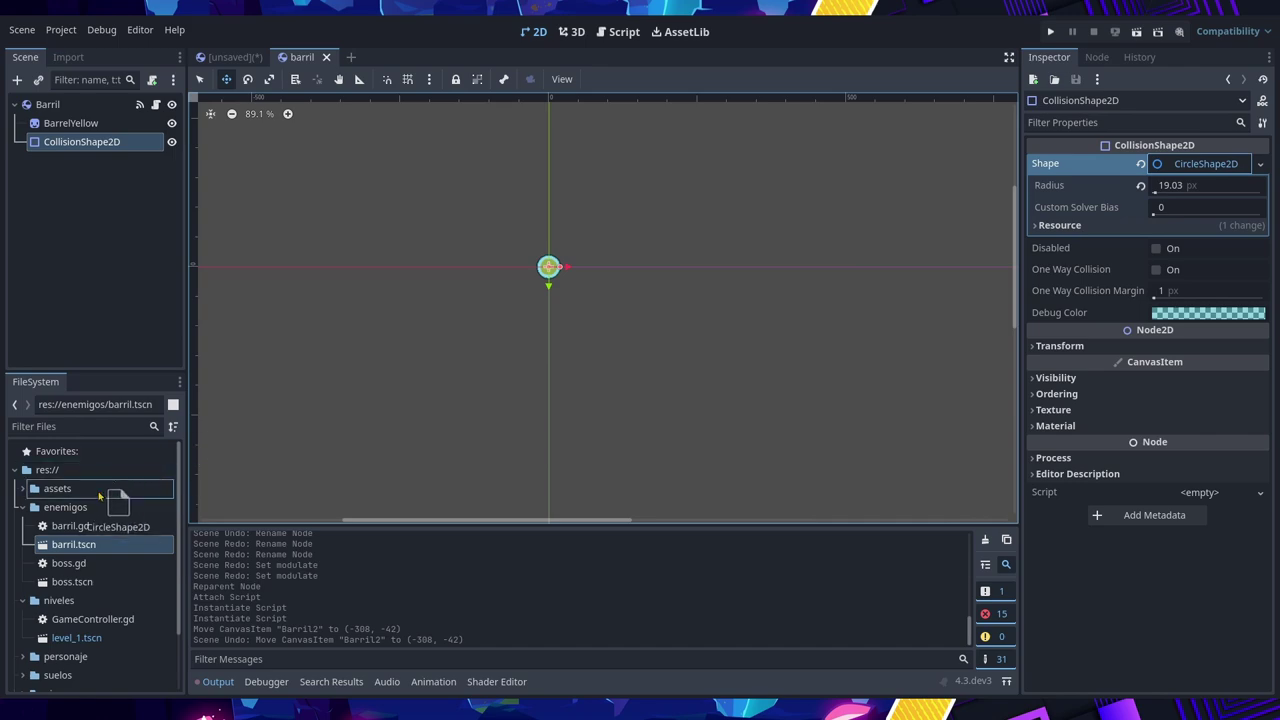 Scene Project Debug Editor Help
2D 3D Script AssetLib
Compatibility
Scene Import
Filter: name, t:t
Barril
BarrelYellow
CollisionShape2D
[unsaved](*) barril
View
-500 0 500
89.1 %
0
FileSystem
res://enemigos/barril.tscn
Filter Files
Favorites:
res://
assets
enemigos
barril.gd
CircleShape2D
barril.tscn
boss.gd
boss.tscn
niveles
GameController.gd
level_1.tscn
personaje
suelos
Scene Undo: Rename Node
Scene Redo: Rename Node
Scene Redo: Rename Node
Scene Undo: Set modulate
Scene Redo: Set modulate
Reparent Node
Attach Script
Instantiate Script
Instantiate Script
Move CanvasItem "Barril2" to (-308, -42)
Scene Undo: Move CanvasItem "Barril2" to (-308, -42)
1
15
0
31
Filter Messages
Output Debugger Search Results Audio Animation Shader Editor
4.3.dev3
Inspector Node History
CollisionShape2D
Filter Properties
CollisionShape2D
Shape CircleShape2D
Radius 19.03 px
Custom Solver Bias 0
Resource (1 change)
Disabled On
One Way Collision On
One Way Collision Margin 1 px
Debug Color
Node2D
Transform
CanvasItem
Visibility
Ordering
Texture
Material
Node
Process
Editor Description
Script <empty>
Add Metadata